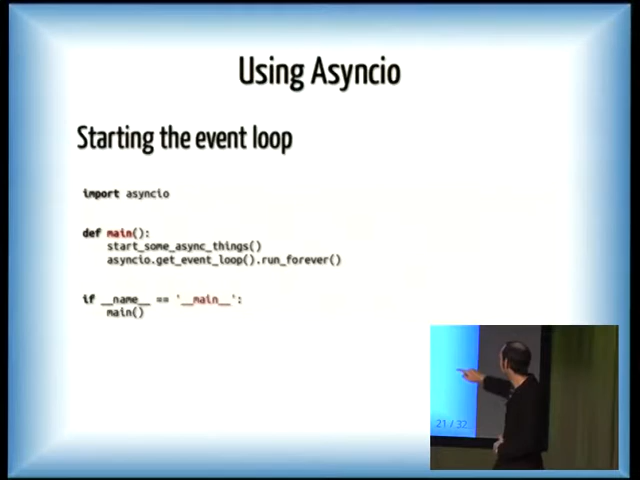 Using Asyncio
Starting the event loop
import asyncio
def main():
start_some_async_things()
asyncio.get_event_loop().run_forever()
if __name__ == '__main__':
main()
21 / 32